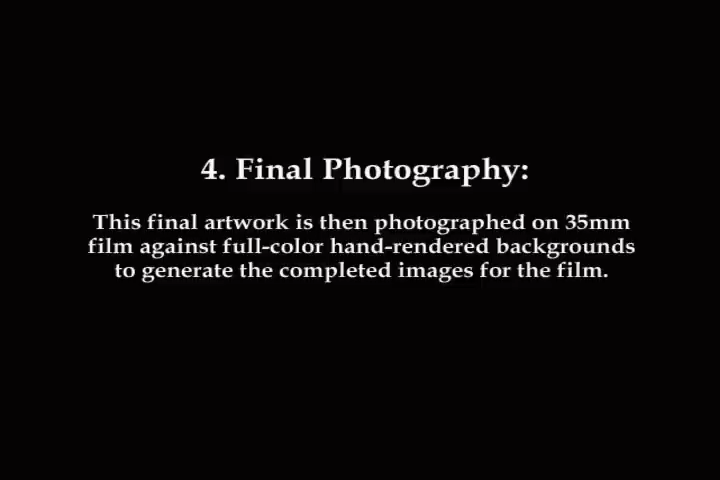 4. Final Photography:
This final artwork is then photographed on 35mm
film against full-color hand-rendered backgrounds
to generate the completed images for the film.